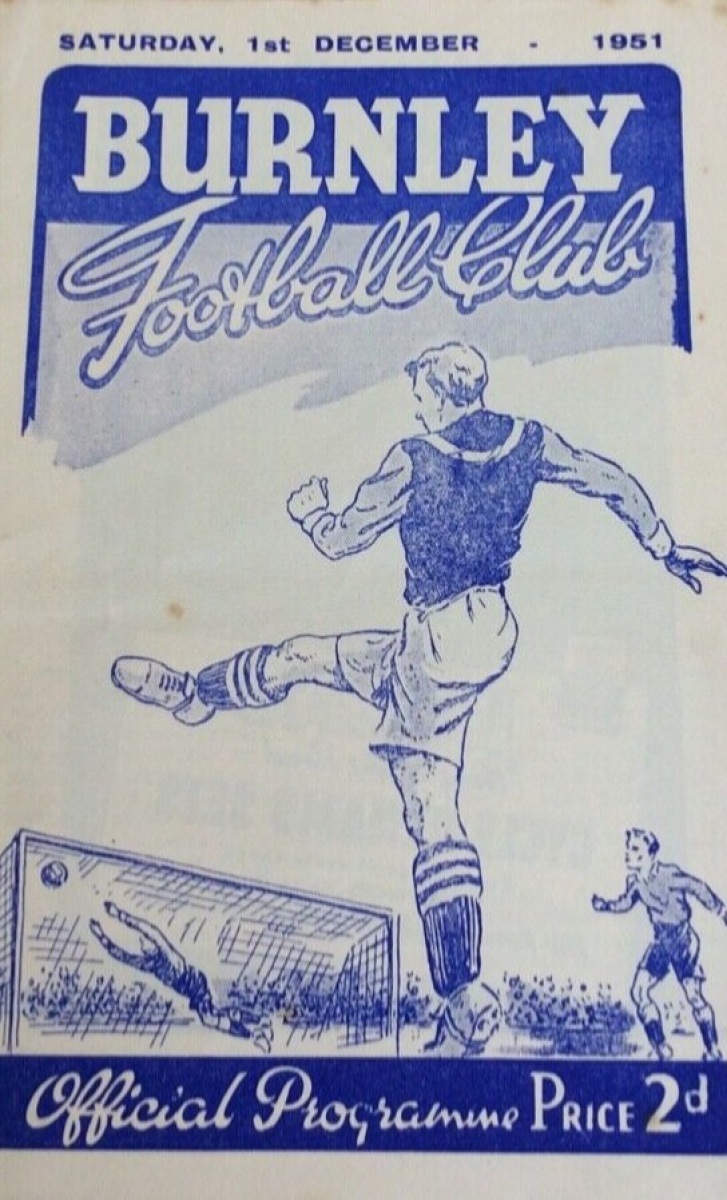 SATURDAY, 1st DECEMBER - 1951
BURNLEY
Football Club
Official Programme PRICE 2d